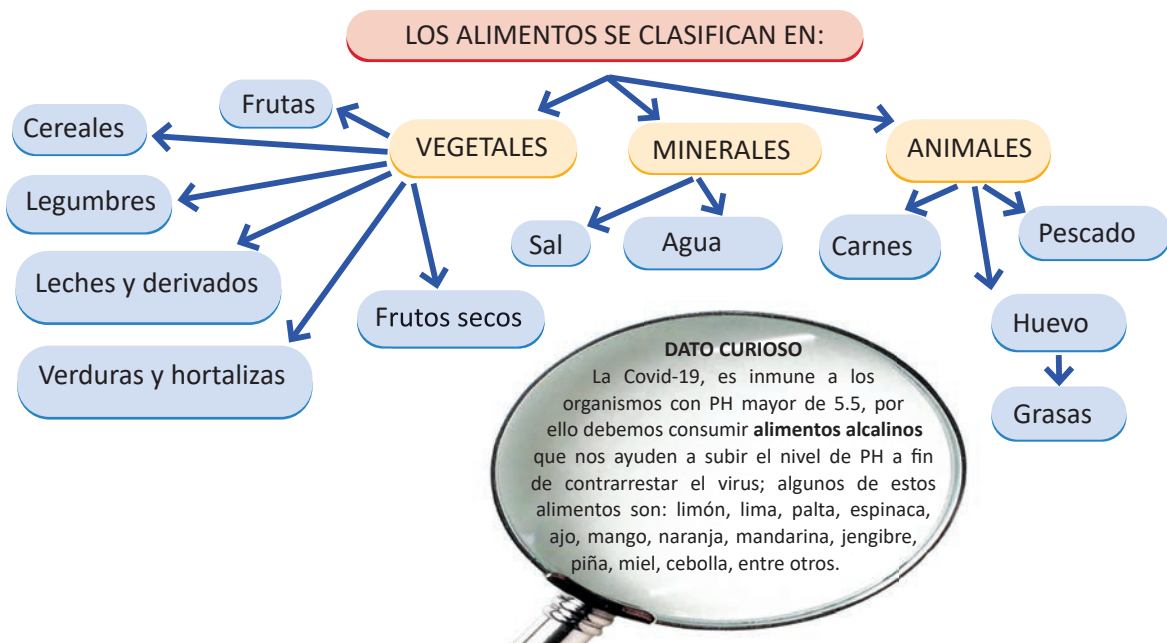 LOS ALIMENTOS SE CLASIFICAN EN:
VEGETALES
Frutas
Cereales
Legumbres
Leches y derivados
Verduras y hortalizas
Frutos secos
MINERALES
Sal
Agua
ANIMALES
Carnes
Pescado
Huevo
Grasas
DATO CURIOSO
La Covid-19, es inmune a los
organismos con PH mayor de 5.5, por
ello debemos consumir alimentos alcalinos
que nos ayuden a subir el nivel de PH a fin
de contrarrestar el virus; algunos de estos
alimentos son: limón, lima, palta, espinaca,
ajo, mango, naranja, mandarina, jengibre,
piña, miel, cebolla, entre otros.